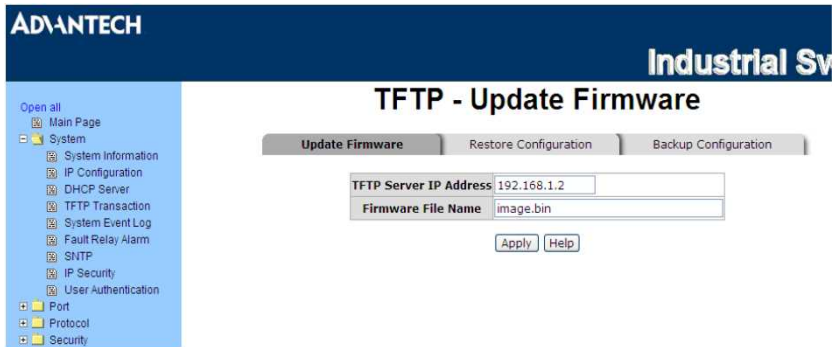 ADVANTECH
Industrial Sw
TFTP - Update Firmware
Open all
Main Page
System
System Information
IP Configuration
DHCP Server
TFTP Transaction
System Event Log
Fault Relay Alarm
SNTP
IP Security
User Authentication
Port
Protocol
Security
Update Firmware Restore Configuration Backup Configuration
TFTP Server IP Address 192.168.1.2
Firmware File Name image.bin
Apply Help